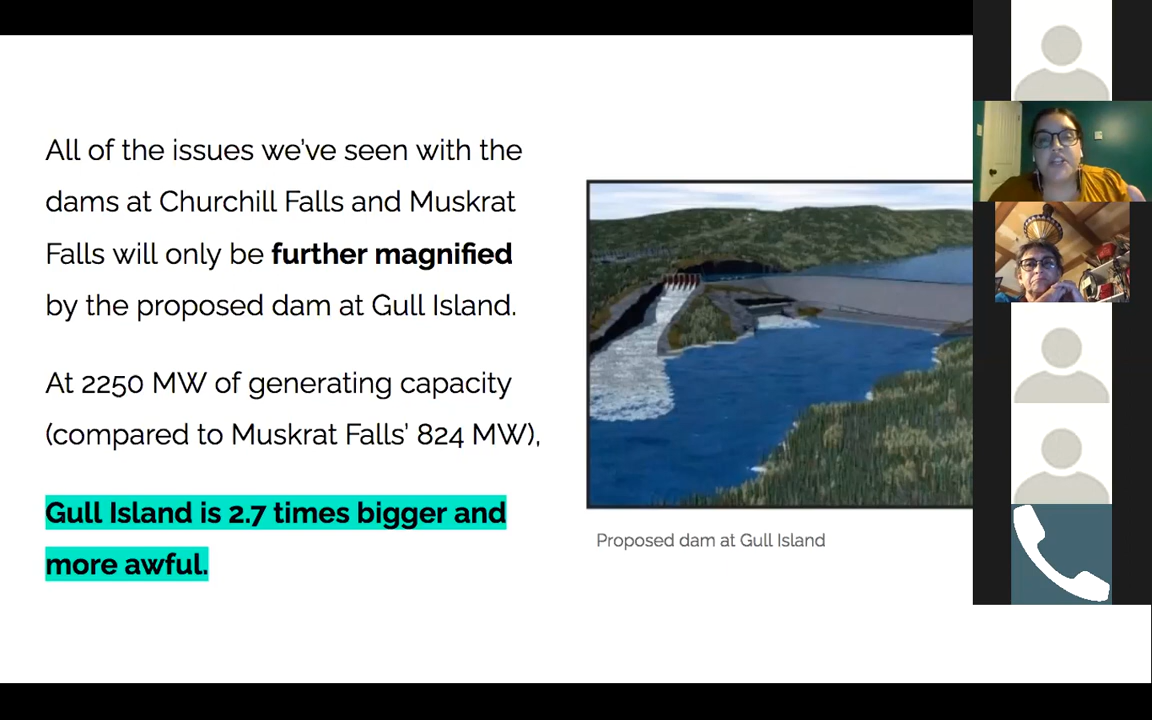 All of the issues we've seen with the
dams at Churchill Falls and Muskrat
Falls will only be further magnified
by the proposed dam at Gull Island.
At 2250 MW of generating capacity
(compared to Muskrat Falls' 824 MW),
Gull Island is 2.7 times bigger and
more awful.
Proposed dam at Gull Island